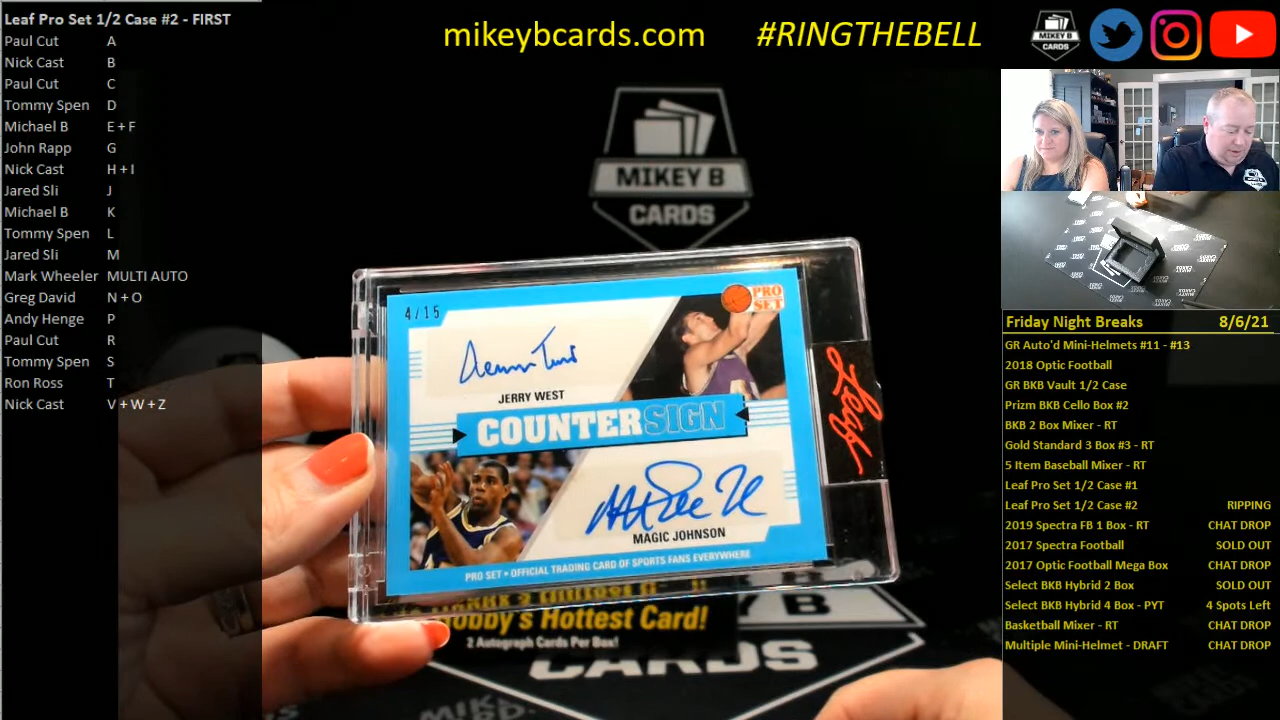 Leaf Pro Set 1/2 Case #2 - FIRST
Paul Cut A
Nick Cast B
Paul Cut C
Tommy Spen D
Michael B E + F
John Rapp G
Nick Cast H + I
Jared Sli J
Michael B K
Tommy Spen L
Jared Sli M
Mark Wheeler MULTI AUTO
Greg David N + O
Andy Henge P
Paul Cut R
Tommy Spen S
Ron Ross T
Nick Cast V + W + Z
mikeybcards.com #RINGTHEBELL
MIKEY B
CARDS
MIKEY B
CARDS
4/15
PRO
SET
JERRY WEST
COUNTERSIGN
MAGIC JOHNSON
PRO SET • OFFICIAL TRADING CARD OF SPORTS FANS EVERYWHERE
Leaf
Hobby's Hottest Card!
2 Autograph Cards Per Box!
CARDS
Friday Night Breaks 8/6/21
GR Auto'd Mini-Helmets #11 - #13
2018 Optic Football
GR BKB Vault 1/2 Case
Prizm BKB Cello Box #2
BKB 2 Box Mixer - RT
Gold Standard 3 Box #3 - RT
5 Item Baseball Mixer - RT
Leaf Pro Set 1/2 Case #1
Leaf Pro Set 1/2 Case #2 RIPPING
2019 Spectra FB 1 Box - RT CHAT DROP
2017 Spectra Football SOLD OUT
2017 Optic Football Mega Box CHAT DROP
Select BKB Hybrid 2 Box SOLD OUT
Select BKB Hybrid 4 Box - PYT 4 Spots Left
Basketball Mixer - RT CHAT DROP
Multiple Mini-Helmet - DRAFT CHAT DROP